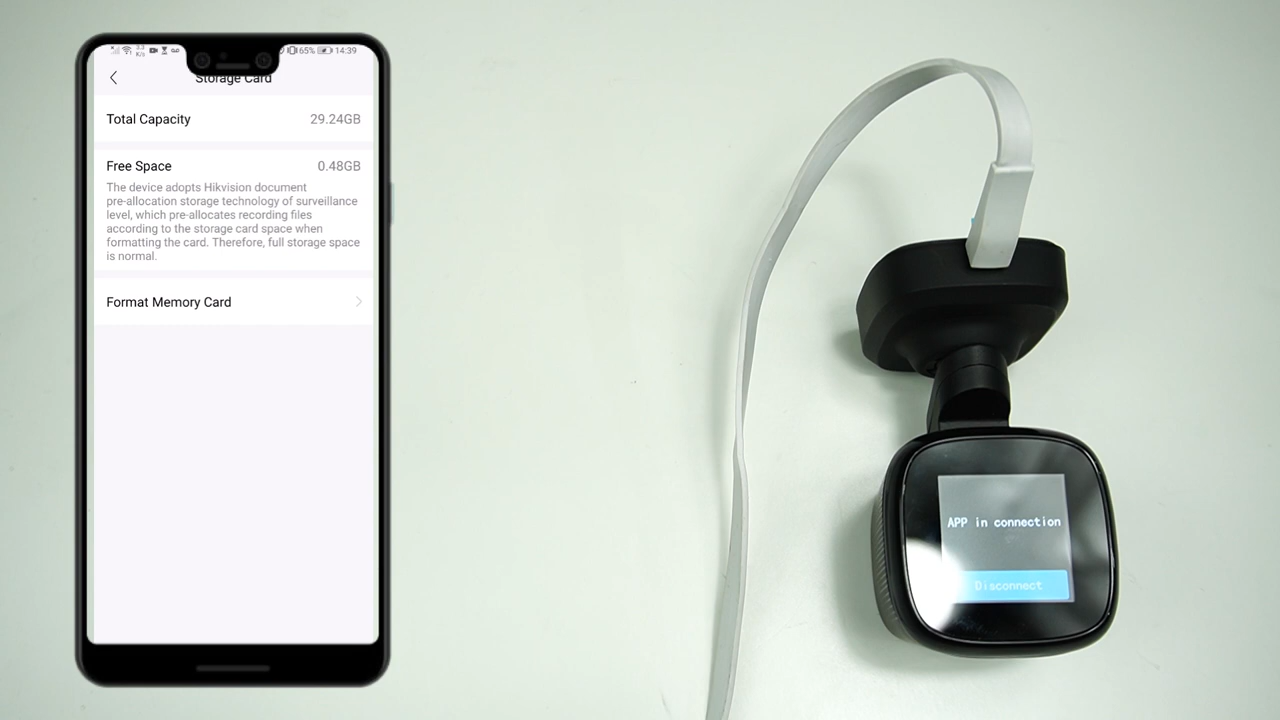 65% 14:39
Storage Card
Total Capacity 29.24GB
Free Space 0.48GB
The device adopts Hikvision document
pre-allocation storage technology of surveillance
level, which pre-allocates recording files
according to the storage card space when
formatting the card. Therefore, full storage space
is normal.
Format Memory Card
APP in connection
Disconnect